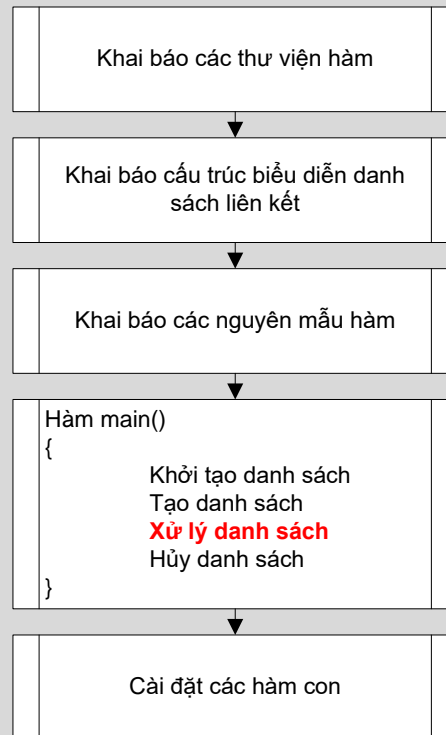 Khai báo các thư viện hàm
Khai báo cấu trúc biểu diễn danh
sách liên kết
Khai báo các nguyên mẫu hàm
Hàm main()
{
Khởi tạo danh sách
Tạo danh sách
Xử lý danh sách
Hủy danh sách
}
Cài đặt các hàm con